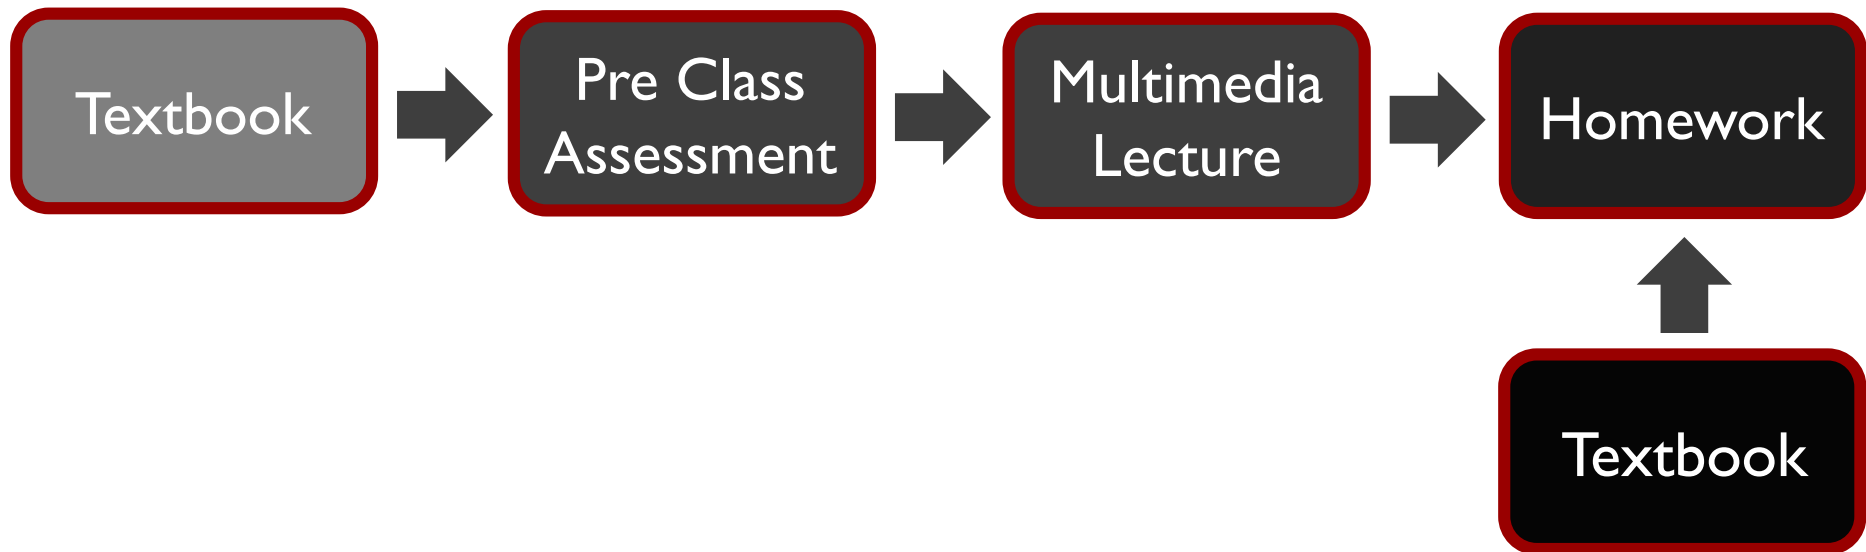 Textbook
Pre Class
Assessment
Multimedia
Lecture
Homework
Textbook